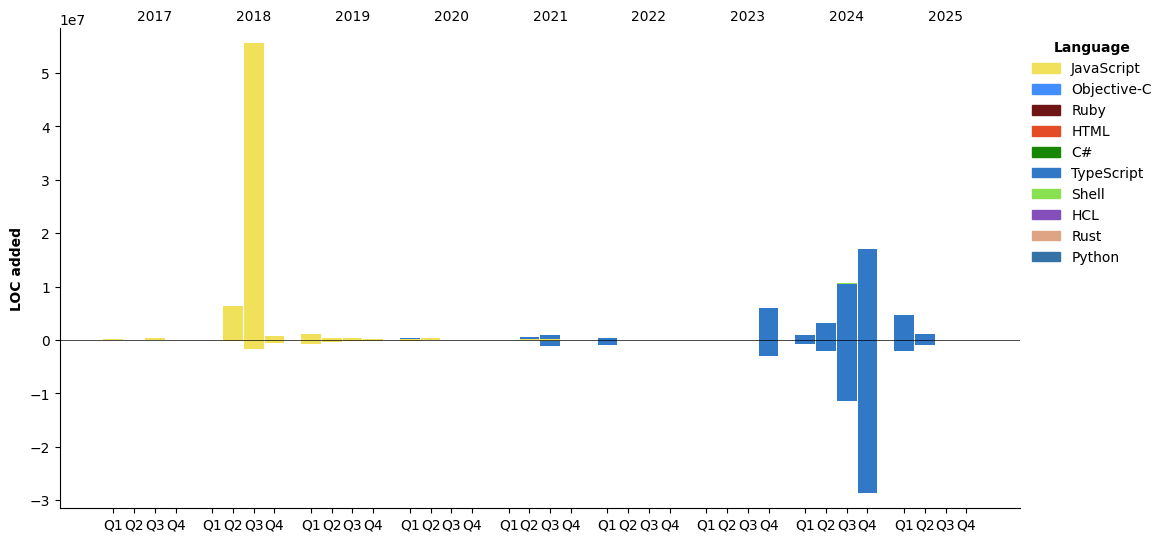 1e7
2017 2018 2019 2020 2021 2022 2023 2024 2025
Language
JavaScript
Objective-C
Ruby
HTML
C#
TypeScript
Shell
HCL
Rust
Python
LOC added
5
4
3
2
1
0
−1
−2
−3
Q1 Q2 Q3 Q4 Q1 Q2 Q3 Q4 Q1 Q2 Q3 Q4 Q1 Q2 Q3 Q4 Q1 Q2 Q3 Q4 Q1 Q2 Q3 Q4 Q1 Q2 Q3 Q4 Q1 Q2 Q3 Q4 Q1 Q2 Q3 Q4